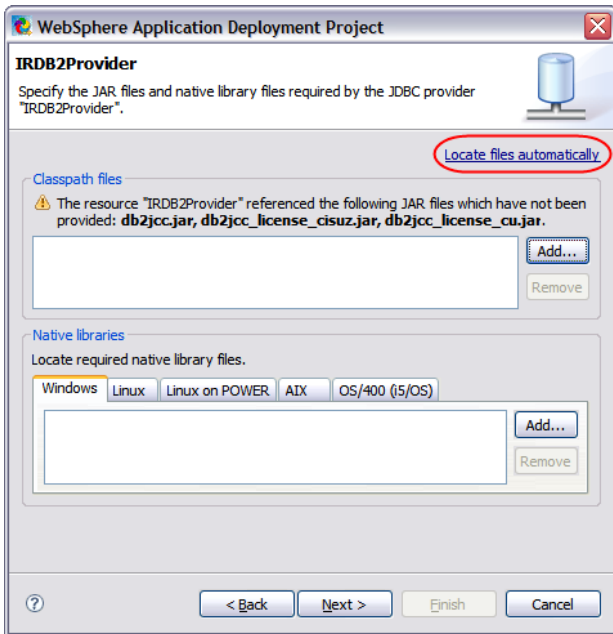 WebSphere Application Deployment Project
IRDB2Provider
Specify the JAR files and native library files required by the JDBC provider
"IRDB2Provider".
Locate files automatically
Classpath files
The resource "IRDB2Provider" referenced the following JAR files which have not been
provided: db2jcc.jar, db2jcc_license_cisuz.jar, db2jcc_license_cu.jar.
Add...
Remove
Native libraries
Locate required native library files.
Windows Linux Linux on POWER AIX OS/400 (i5/OS)
Add...
Remove
< Back Next > Finish Cancel